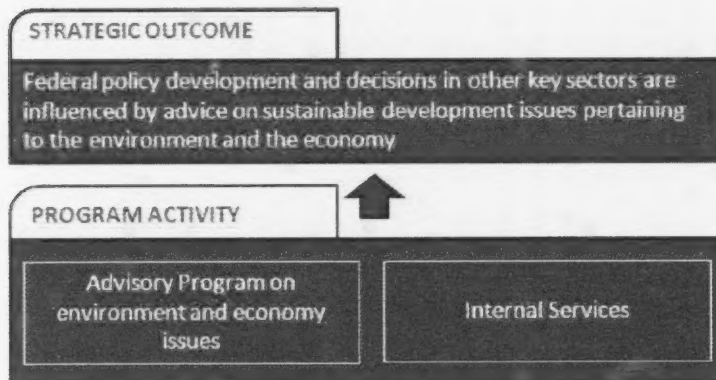 STRATEGIC OUTCOME
Federal policy development and decisions in other key sectors are
influenced by advice on sustainable development issues pertaining
to the environment and the economy
PROGRAM ACTIVITY
Advisory Program on
environment and economy
issues
Internal Services